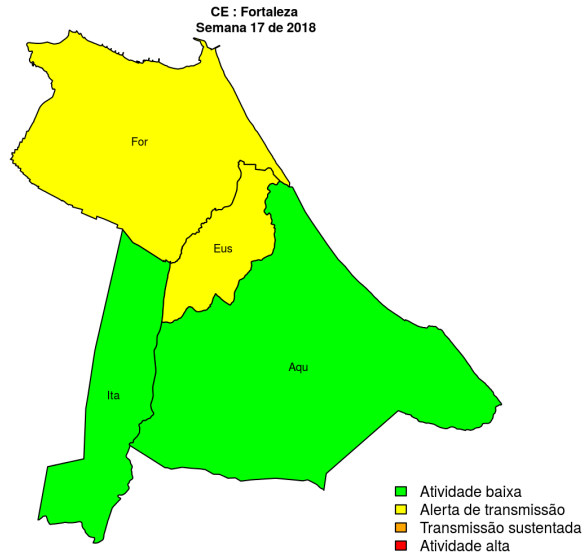 CE : Fortaleza
Semana 17 de 2018
For
Eus
Aqu
Ita
Atividade baixa
Alerta de transmissão
Transmissão sustentada
Atividade alta